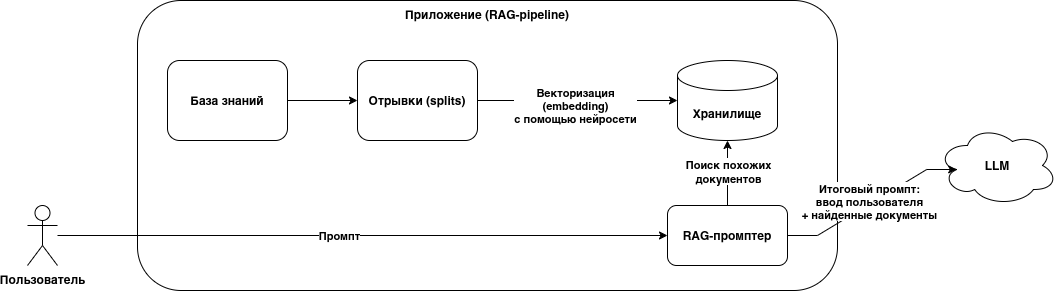 Приложение (RAG-pipeline)
База знаний
Отрывки (splits)
Векторизация
(embedding)
с помощью нейросети
Хранилище
Поиск похожих
документов
LLM
Итоговый промпт:
ввод пользователя
+ найденные документы
Промпт
RAG-промптер
Пользователь